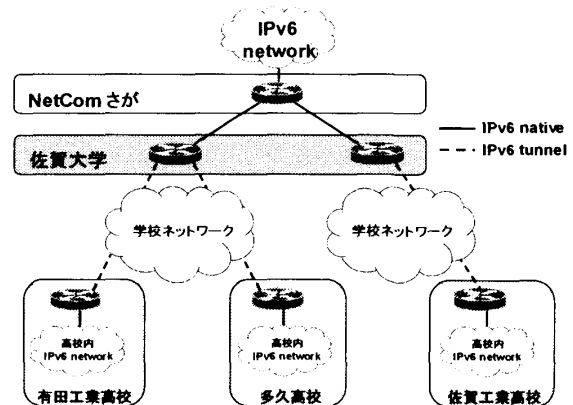 IPv6
network
NetCom さが
IPv6 native
IPv6 tunnel
佐賀大学
学校ネットワーク
学校ネットワーク
高校内
IPv6 network
高校内
IPv6 network
高校内
IPv6 network
有田工業高校
多久高校
佐賀工業高校